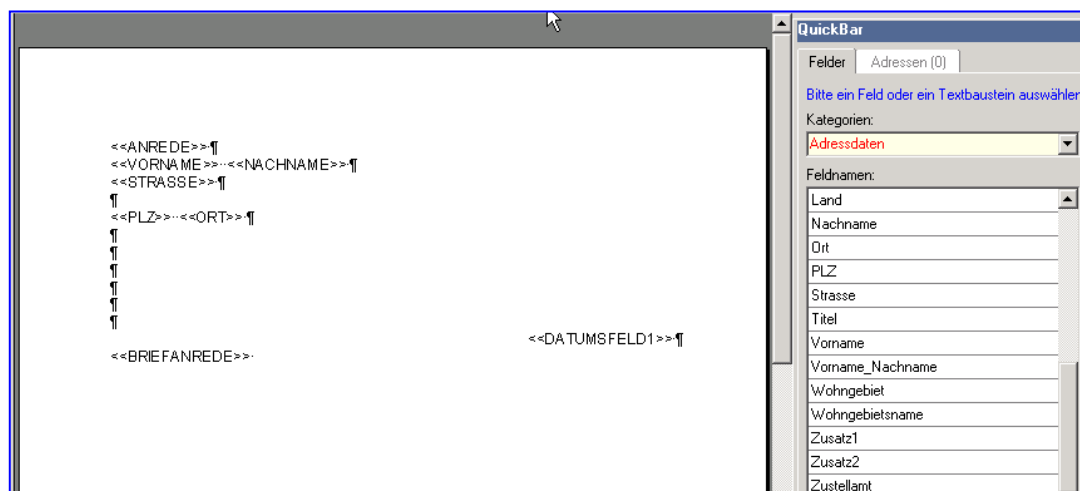 <<ANREDE>>·¶
<<VORNAME>>··<<NACHNAME>>·¶
<<STRASSE>>·¶
¶
<<PLZ>>··<<ORT>>·¶
¶
¶
¶
¶
¶
¶
<<DATUMSFELD1>>·¶
<<BRIEFANREDE>>·
QuickBar
Felder
Adressen (0)
Bitte ein Feld oder ein Textbaustein auswählen
Kategorien:
Adressdaten
Feldnamen:
Land
Nachname
Ort
PLZ
Strasse
Titel
Vorname
Vorname_Nachname
Wohngebiet
Wohngebietsname
Zusatz1
Zusatz2
Zustellamt